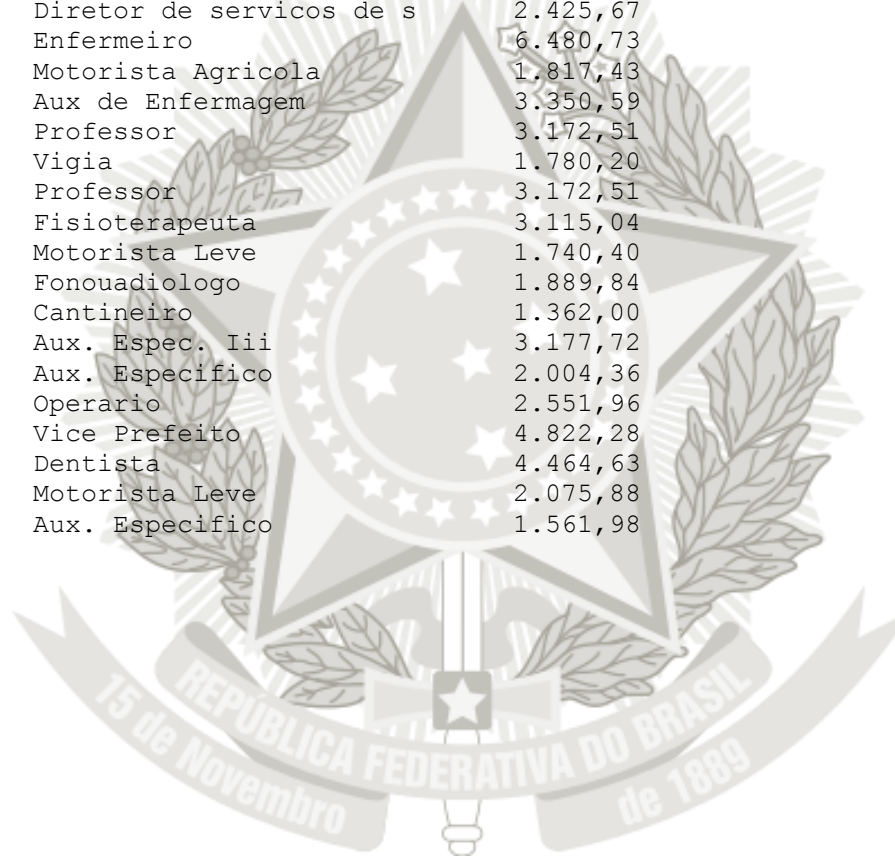 Diretor de servicos de s 2.425,67
Enfermeiro 6.480,73
Motorista Agricola 1.817,43
Aux de Enfermagem 3.350,59
Professor 3.172,51
Vigia 1.780,20
Professor 3.172,51
Fisioterapeuta 3.115,04
Motorista Leve 1.740,40
Fonouadiologo 1.889,84
Cantineiro 1.362,00
Aux. Espec. Iii 3.177,72
Aux. Especifico 2.004,36
Operario 2.551,96
Vice Prefeito 4.822,28
Dentista 4.464,63
Motorista Leve 2.075,88
Aux. Especifico 1.561,98
REPÚBLICA FEDERATIVA DO BRASIL
15 de Novembro de 1889